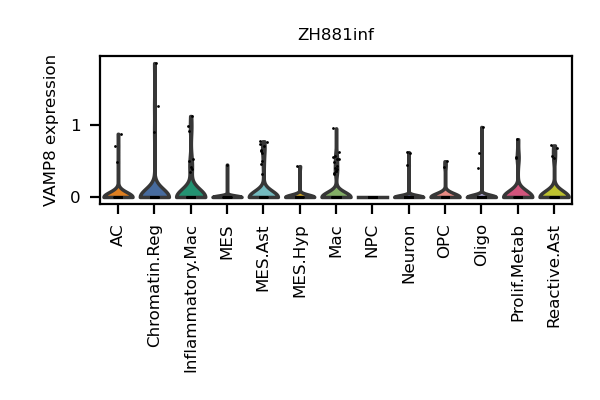 ZH881inf
VAMP8 expression
1
0
AC
Chromatin.Reg
Inflammatory.Mac
MES
MES.Ast
MES.Hyp
Mac
NPC
Neuron
OPC
Oligo
Prolif.Metab
Reactive.Ast